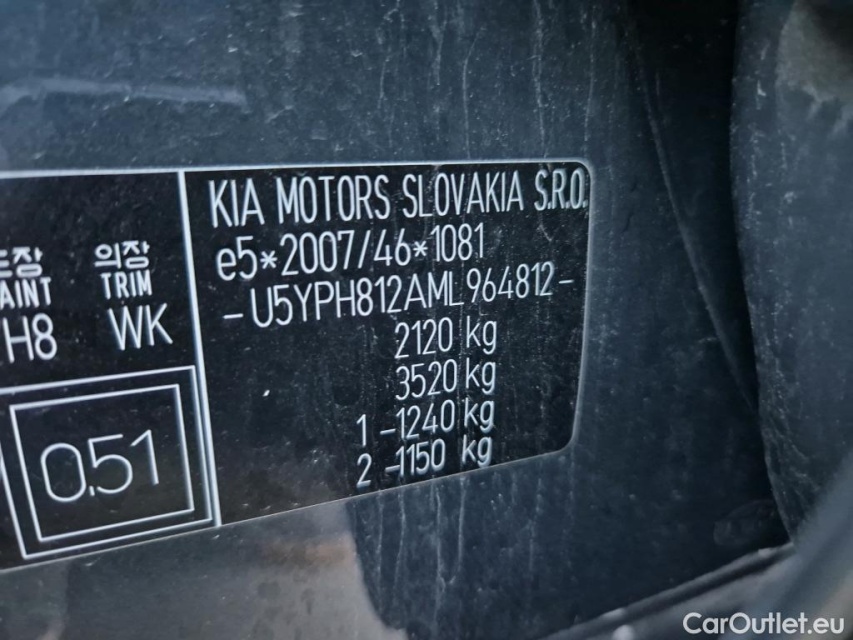 KIA MOTORS SLOVAKIA S.R.O.
e5*2007/46*1081
-U5YPH812AML964812-
2120 kg
3520 kg
1 -1240 kg
2 -1150 kg
도장 의장
AINT TRIM
H8 WK
0.51
CarOutlet.eu